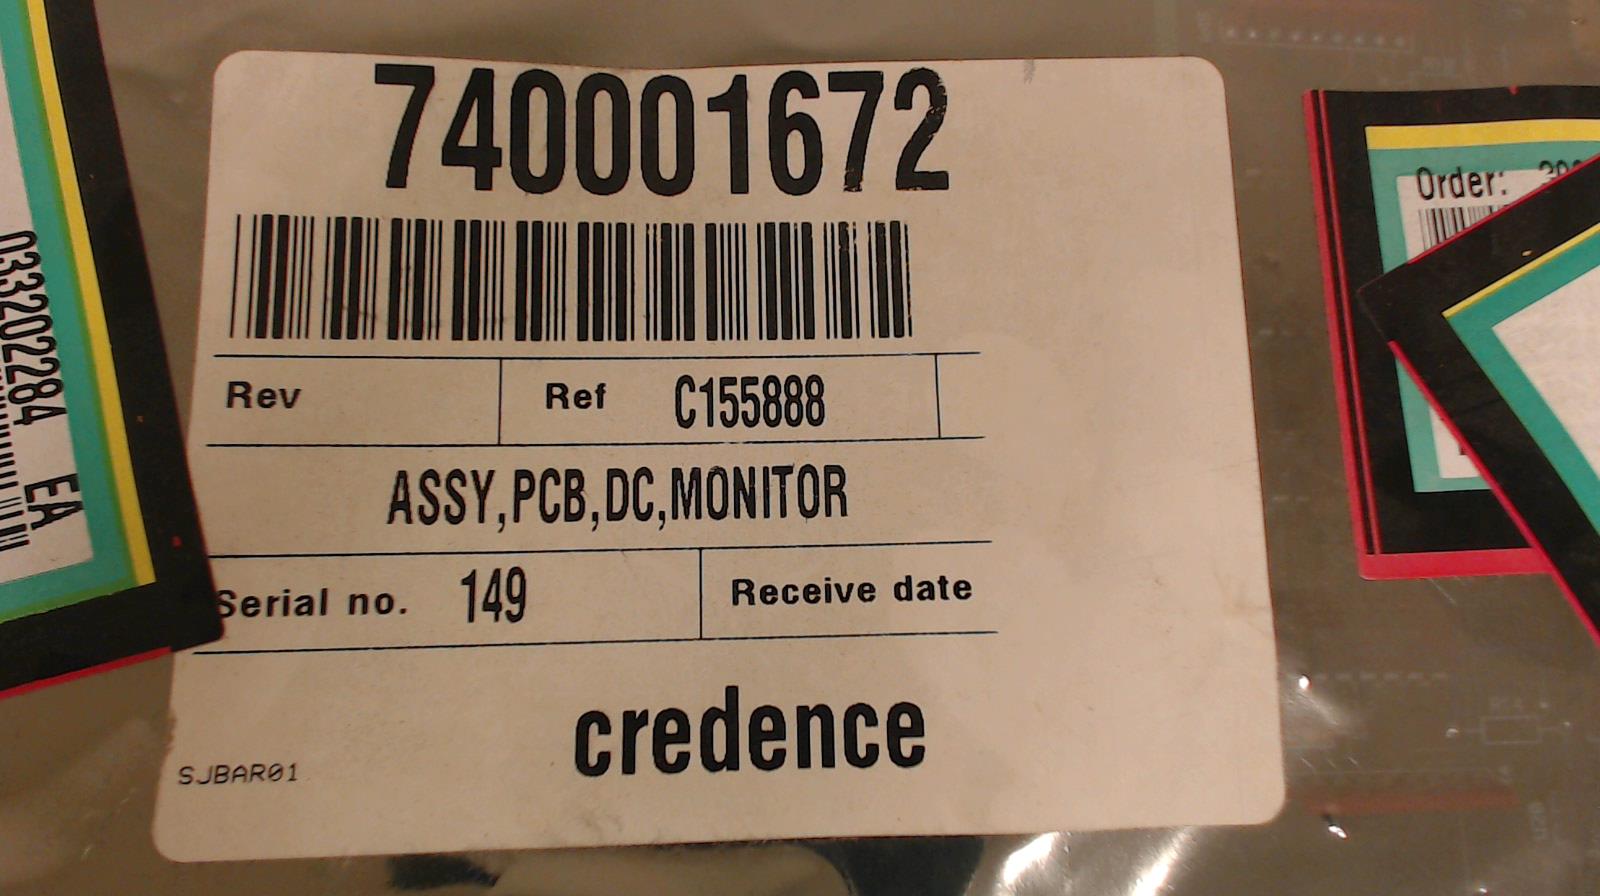 740001672
Rev
Ref C155888
ASSY,PCB,DC,MONITOR
Serial no. 149
Receive date
credence
SJBAR01
0332022284 EA
Order: